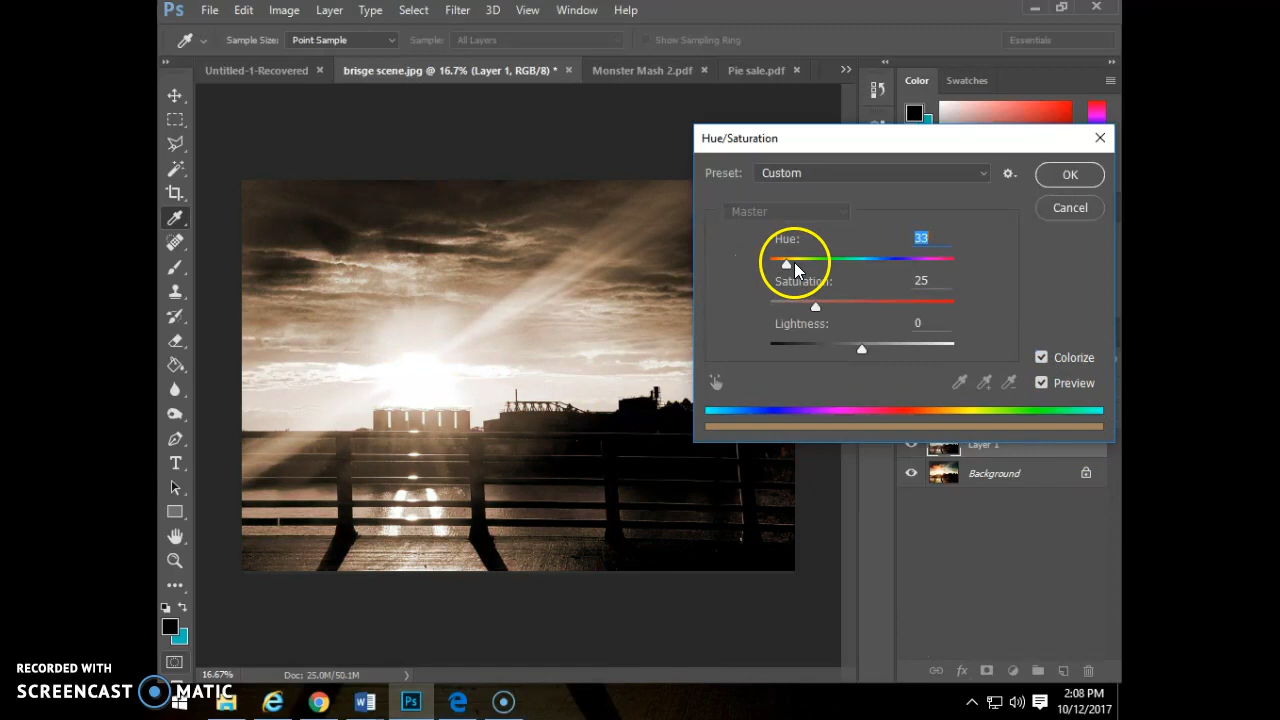 Ps File Edit Image Layer Type Select Filter 3D View Window Help
Sample Size: Point Sample Sample: All Layers Show Sampling Ring Essentials
Untitled-1-Recovered × brisge scene.jpg @ 16.7% (Layer 1, RGB/8) * × Monster Mash 2.pdf × Pie sale.pdf × Color Swatches
Hue/Saturation
Preset: Custom OK
Master Cancel
Hue: 33
Saturation: 25
Lightness: 0
Colorize
Preview
Layer 1
Background
16.67% Doc: 25.0M/50.1M
RECORDED WITH
SCREENCAST MATIC
2:08 PM
10/12/2017